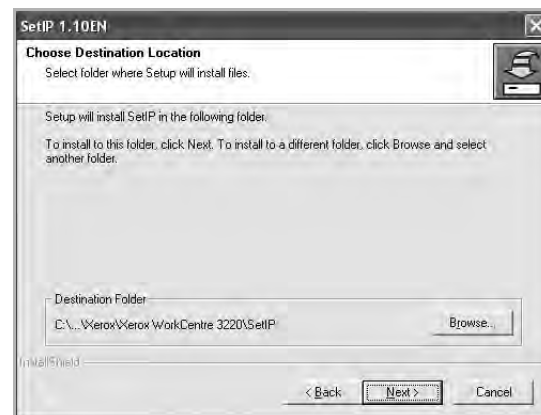 SetIP 1.10EN
Choose Destination Location
Select folder where Setup will install files.
Setup will install SetIP in the following folder.
To install to this folder, click Next. To install to a different folder, click Browse and select
another folder.
Destination Folder
C:\...\Xerox\Xerox WorkCentre 3220\SetIP
Browse...
InstallShield
< Back
Next >
Cancel